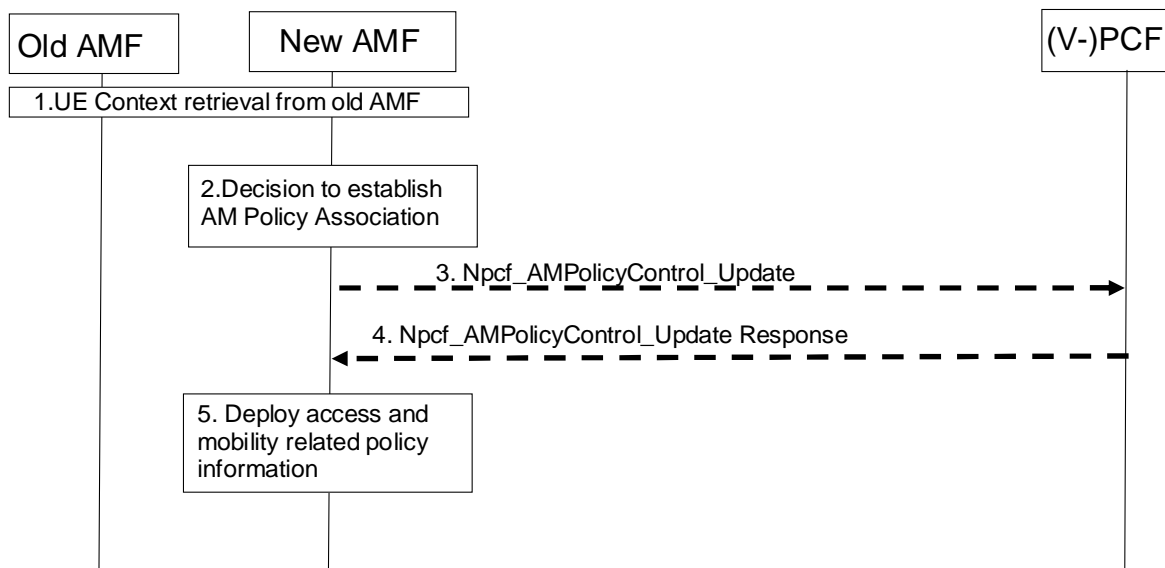 Old AMF
New AMF
(V-)PCF
1.UE Context retrieval from old AMF
2.Decision to establish
AM Policy Association
3. Npcf_AMPolicyControl_Update
4. Npcf_AMPolicyControl_Update Response
5. Deploy access and
mobility related policy
information